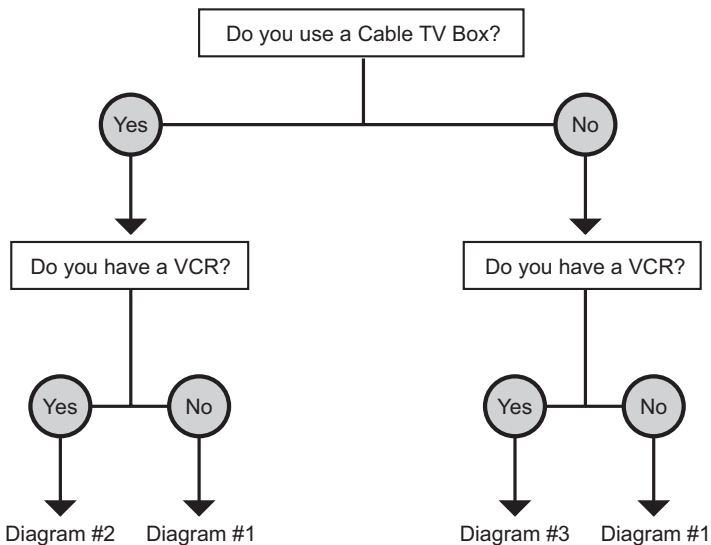 Do you use a Cable TV Box?
Yes
No
Do you have a VCR?
Do you have a VCR?
Yes
No
Yes
No
Diagram #2
Diagram #1
Diagram #3
Diagram #1